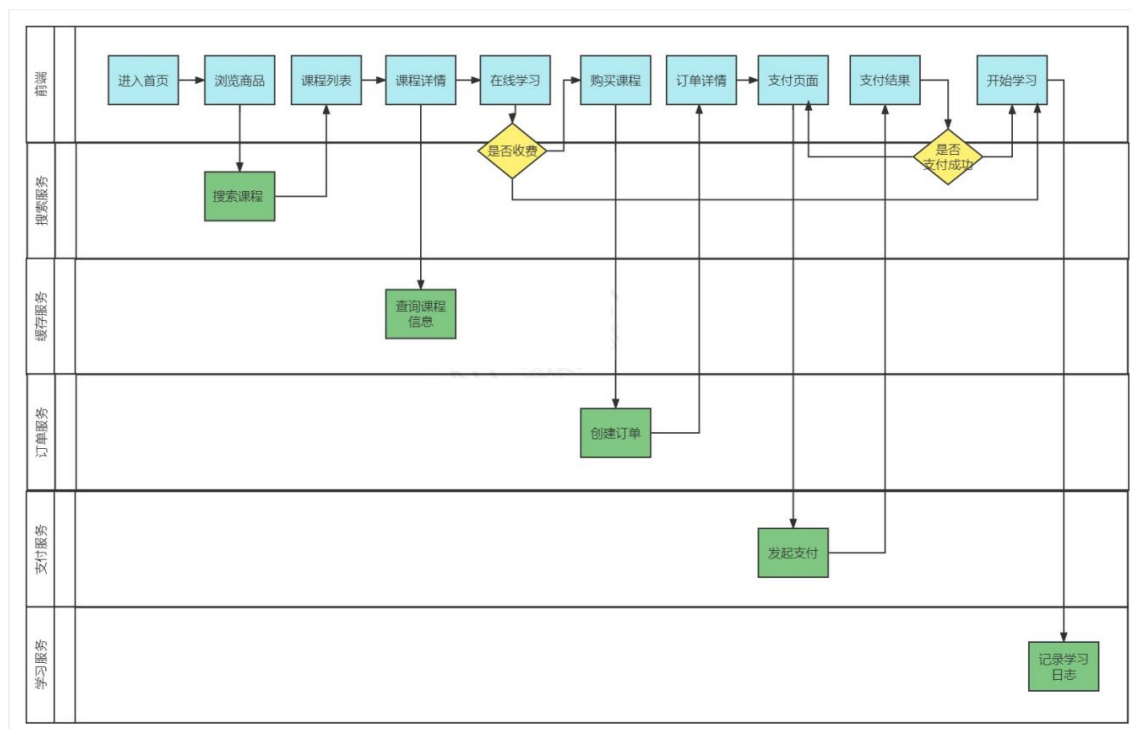 前端
进入首页
浏览商品
课程列表
课程详情
在线学习
购买课程
订单详情
支付页面
支付结果
开始学习
是否收费
是否
支付成功
搜索服务
搜索课程
缓存服务
查询课程
信息
订单服务
创建订单
支付服务
发起支付
学习服务
记录学习
日志